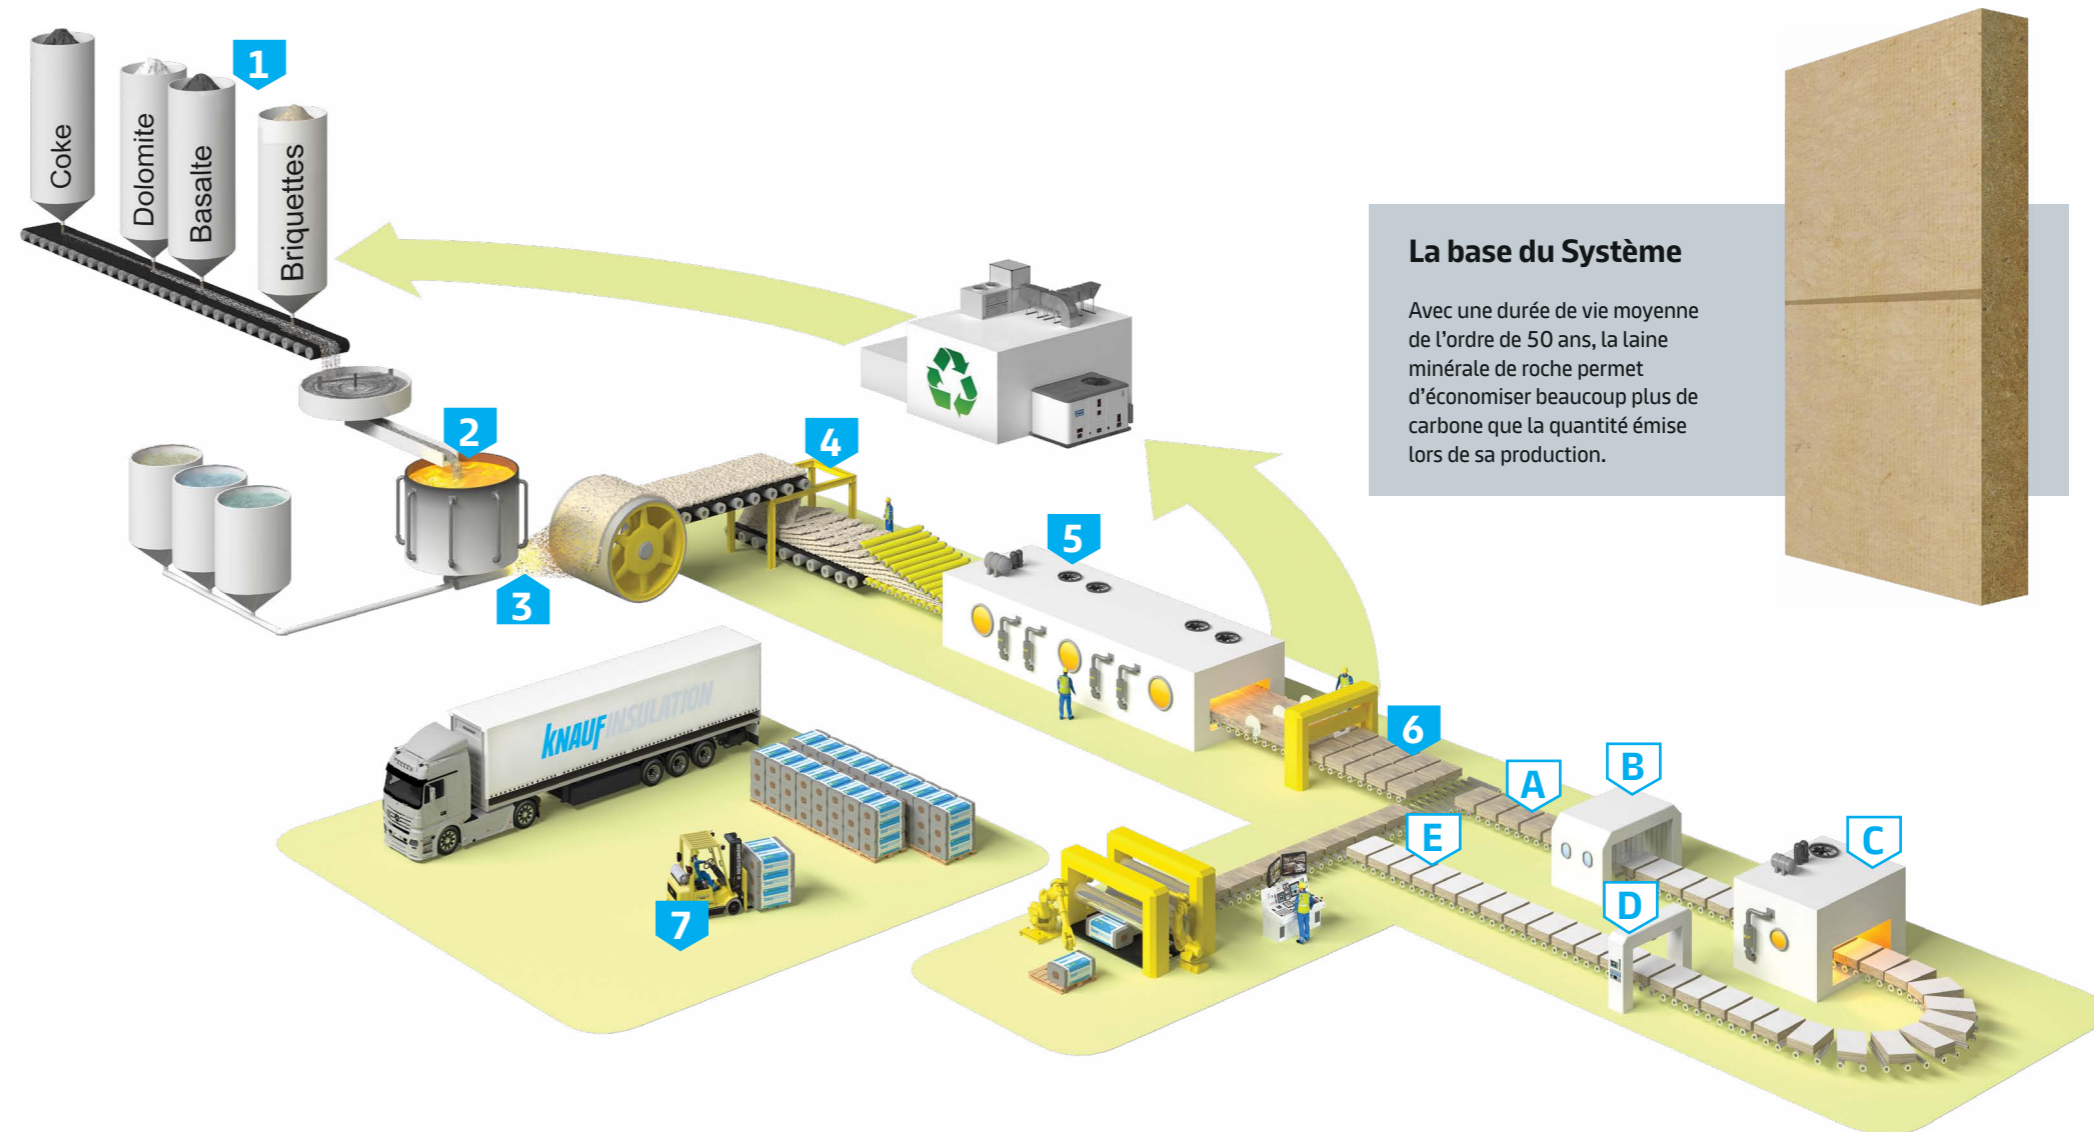 1
Coke
Dolomite
Basalte
Briquettes
2
3
4
5
6
7
A
B
C
D
E
KNAUFINSULATION
La base du Système
Avec une durée de vie moyenne
de l'ordre de 50 ans, la laine
minérale de roche permet
d'économiser beaucoup plus de
carbone que la quantité émise
lors de sa production.